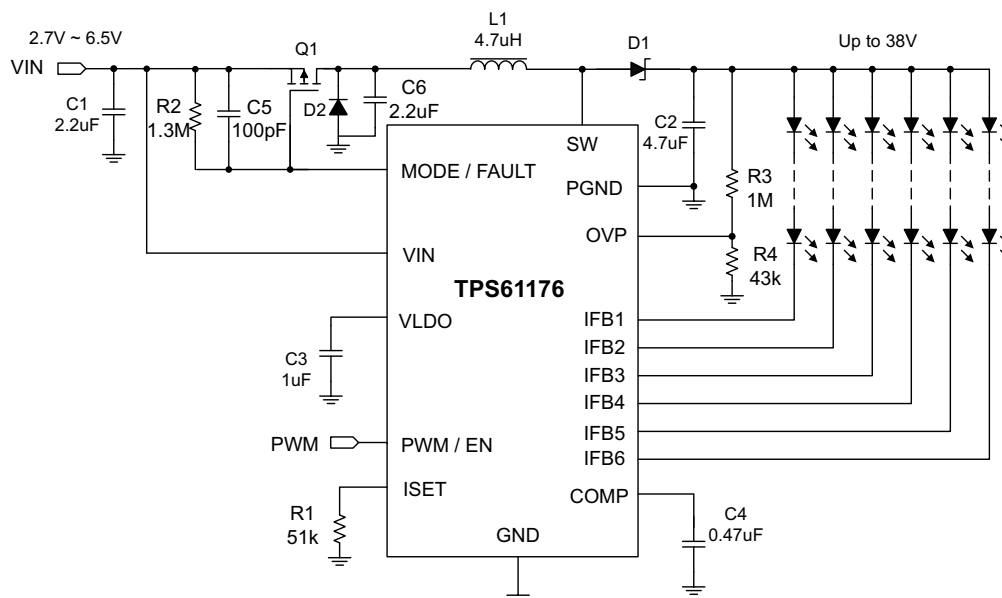 2.7V ~ 6.5V
VIN
C1
2.2uF
R2
1.3M
C5
100pF
Q1
D2
C6
2.2uF
L1
4.7uH
D1
Up to 38V
C2
4.7uF
R3
1M
R4
43k
SW
MODE / FAULT
PGND
OVP
VIN
TPS61176
VLDO
C3
1uF
IFB1
IFB2
IFB3
IFB4
IFB5
IFB6
PWM
PWM / EN
ISET
R1
51k
COMP
C4
0.47uF
GND